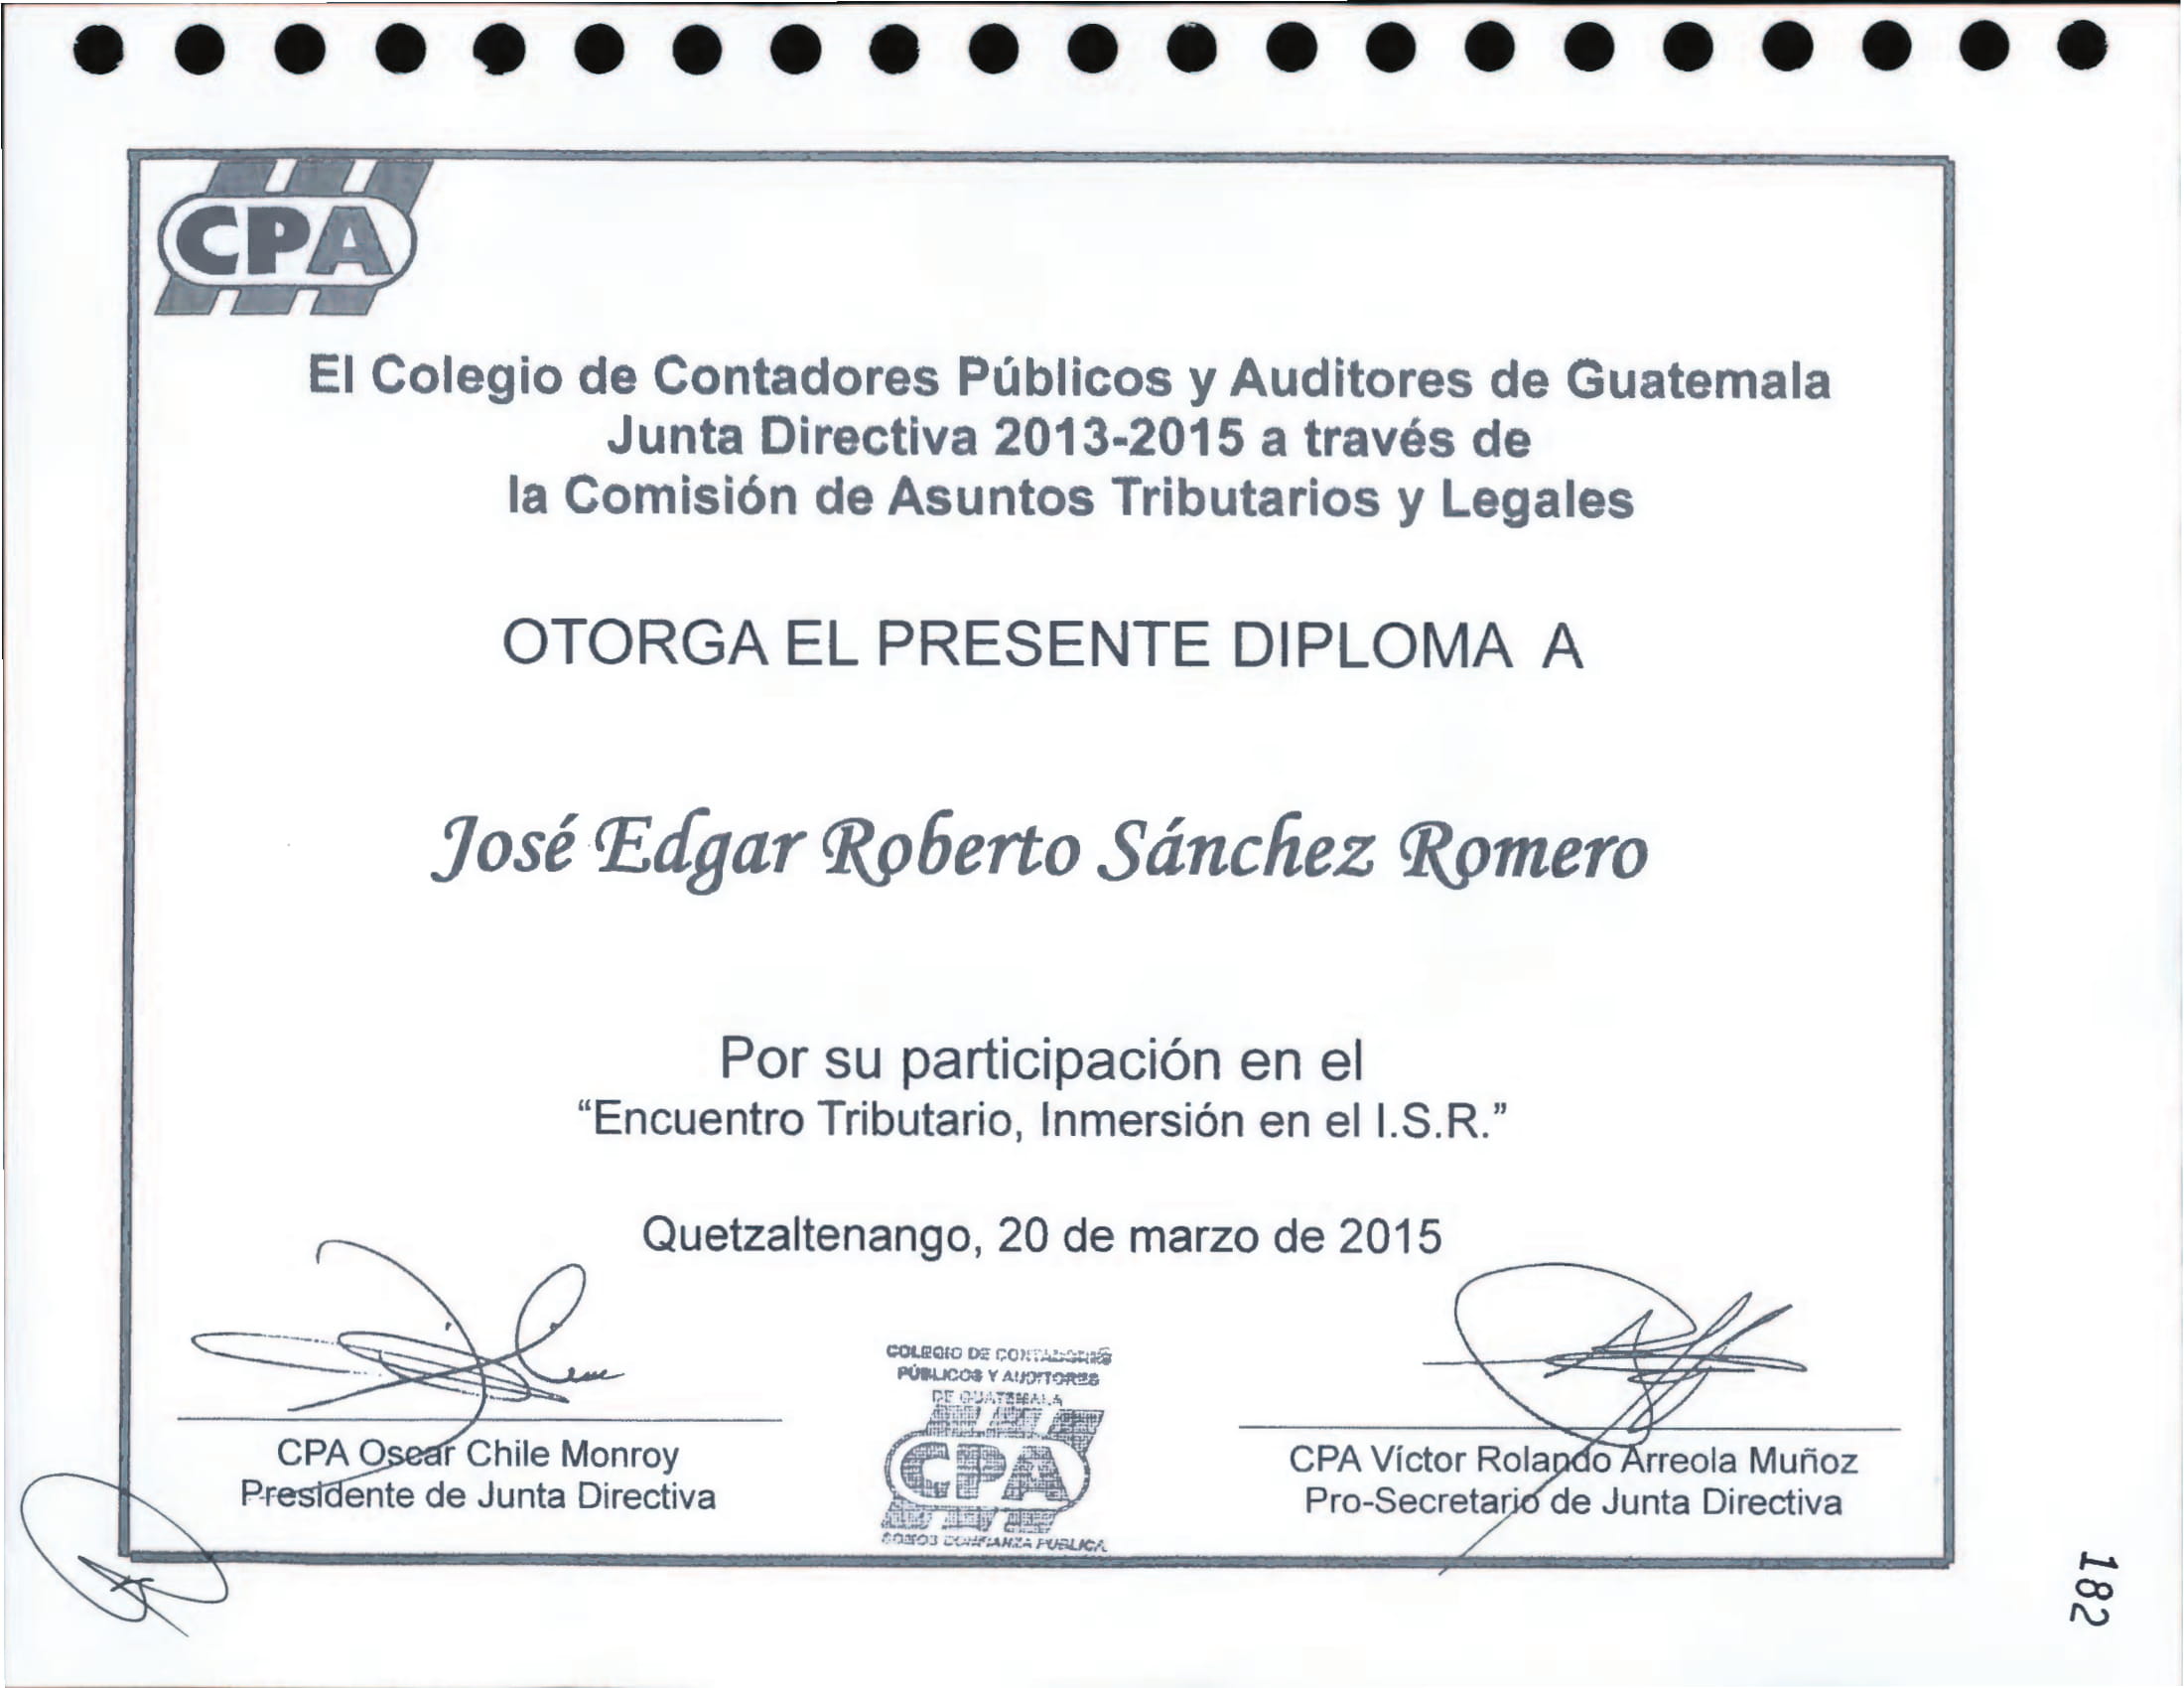 CPA
El Colegio de Contadores Públicos y Auditores de Guatemala
Junta Directiva 2013-2015 a través de
la Comisión de Asuntos Tributarios y Legales
OTORGA EL PRESENTE DIPLOMA A
José Edgar Roberto Sánchez Romero
Por su participación en el
“Encuentro Tributario, Inmersión en el I.S.R.”
Quetzaltenango, 20 de marzo de 2015
COLEGIO DE CONTADORES
PÚBLICOS Y AUDITORES
DE GUATEMALA
CPA
SOMOS CONFIANZA PUBLICA
CPA Oscar Chile Monroy
Presidente de Junta Directiva
CPA Víctor Rolando Arreola Muñoz
Pro-Secretario de Junta Directiva
182